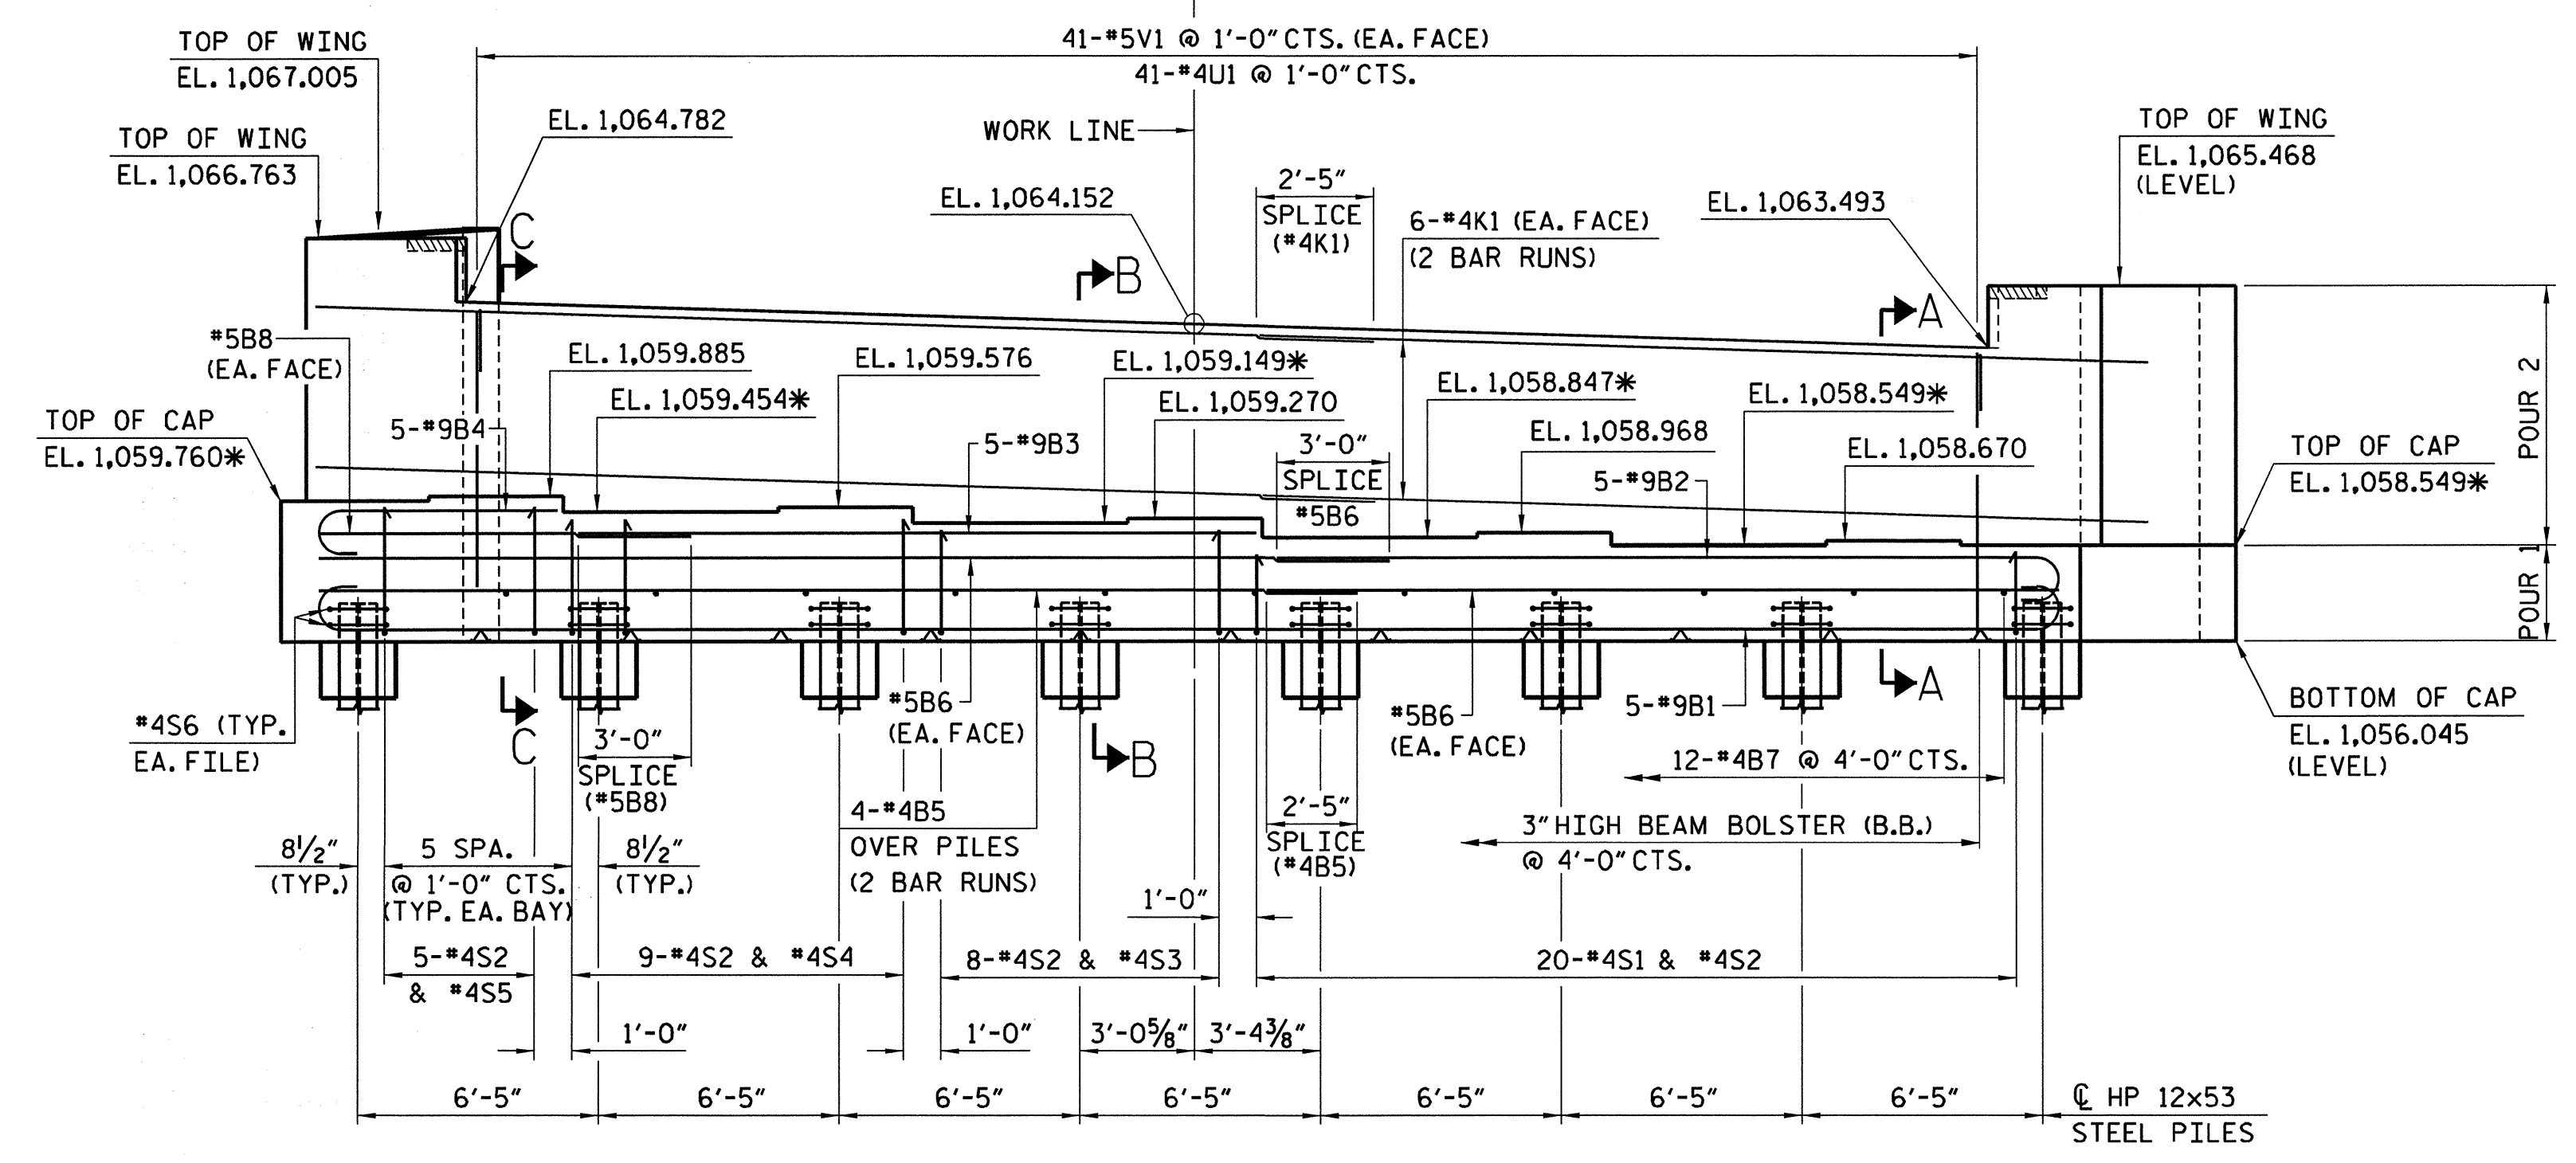 41-#5V1 @ 1'-0" CTS. (EA. FACE)
41-#4U1 @ 1'-0" CTS.
TOP OF WING
EL. 1,067.005
TOP OF WING
EL. 1,066.763
EL. 1,064.782
WORK LINE
EL. 1,064.152
2'-5"
SPLICE
(#4K1)
6-#4K1 (EA. FACE)
(2 BAR RUNS)
EL. 1,063.493
TOP OF WING
EL. 1,065.468
(LEVEL)
C
B
A
#5B8
(EA. FACE)
EL. 1,059.885
EL. 1,059.454*
EL. 1,059.576
EL. 1,059.149*
EL. 1,059.270
EL. 1,058.847*
EL. 1,058.968
EL. 1,058.549*
EL. 1,058.670
TOP OF CAP
EL. 1,059.760*
5-#9B4
5-#9B3
3'-0"
SPLICE
#5B6
5-#9B2
TOP OF CAP
EL. 1,058.549*
POUR 2
POUR 1
#4S6 (TYP.
EA. FILE)
C
3'-0"
SPLICE
(#5B8)
#5B6
(EA. FACE)
B
#5B6
(EA. FACE)
5-#9B1
A
BOTTOM OF CAP
EL. 1,056.045
(LEVEL)
12-#4B7 @ 4'-0" CTS.
4-#4B5
OVER PILES
(2 BAR RUNS)
2'-5"
SPLICE
(#4B5)
3" HIGH BEAM BOLSTER (B.B.)
@ 4'-0" CTS.
8½"
(TYP.)
5 SPA.
@ 1'-0" CTS.
(TYP. EA. BAY)
8½"
(TYP.)
1'-0"
5-#4S2
& #4S5
9-#4S2 & #4S4
8-#4S2 & #4S3
20-#4S1 & #4S2
1'-0"
1'-0"
3'-0⅝"
3'-4⅜"
6'-5"
6'-5"
6'-5"
6'-5"
6'-5"
6'-5"
6'-5"
℄ HP 12x53
STEEL PILES